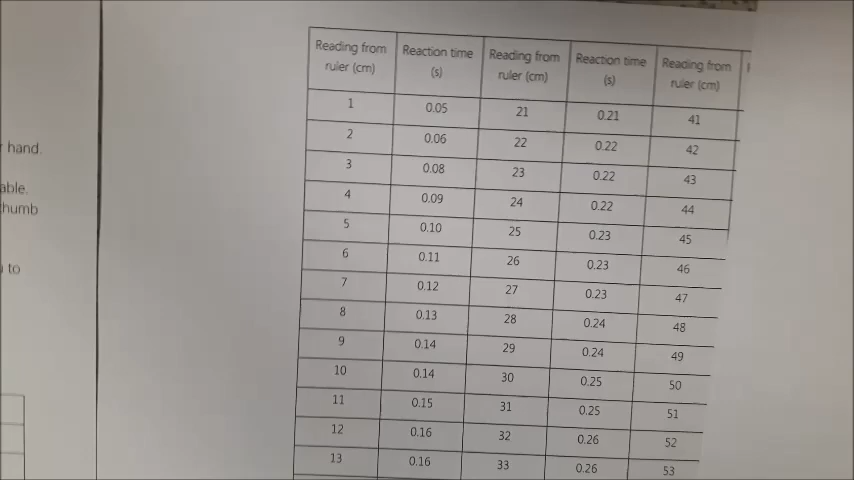 r hand.
able.
thumb
u to
Reading from ruler (cm) Reaction time (s) Reading from ruler (cm) Reaction time (s) Reading from ruler (cm)
1 0.05 21 0.21 41
2 0.06 22 0.22 42
3 0.08 23 0.22 43
4 0.09 24 0.22 44
5 0.10 25 0.23 45
6 0.11 26 0.23 46
7 0.12 27 0.23 47
8 0.13 28 0.24 48
9 0.14 29 0.24 49
10 0.14 30 0.25 50
11 0.15 31 0.25 51
12 0.16 32 0.26 52
13 0.16 33 0.26 53